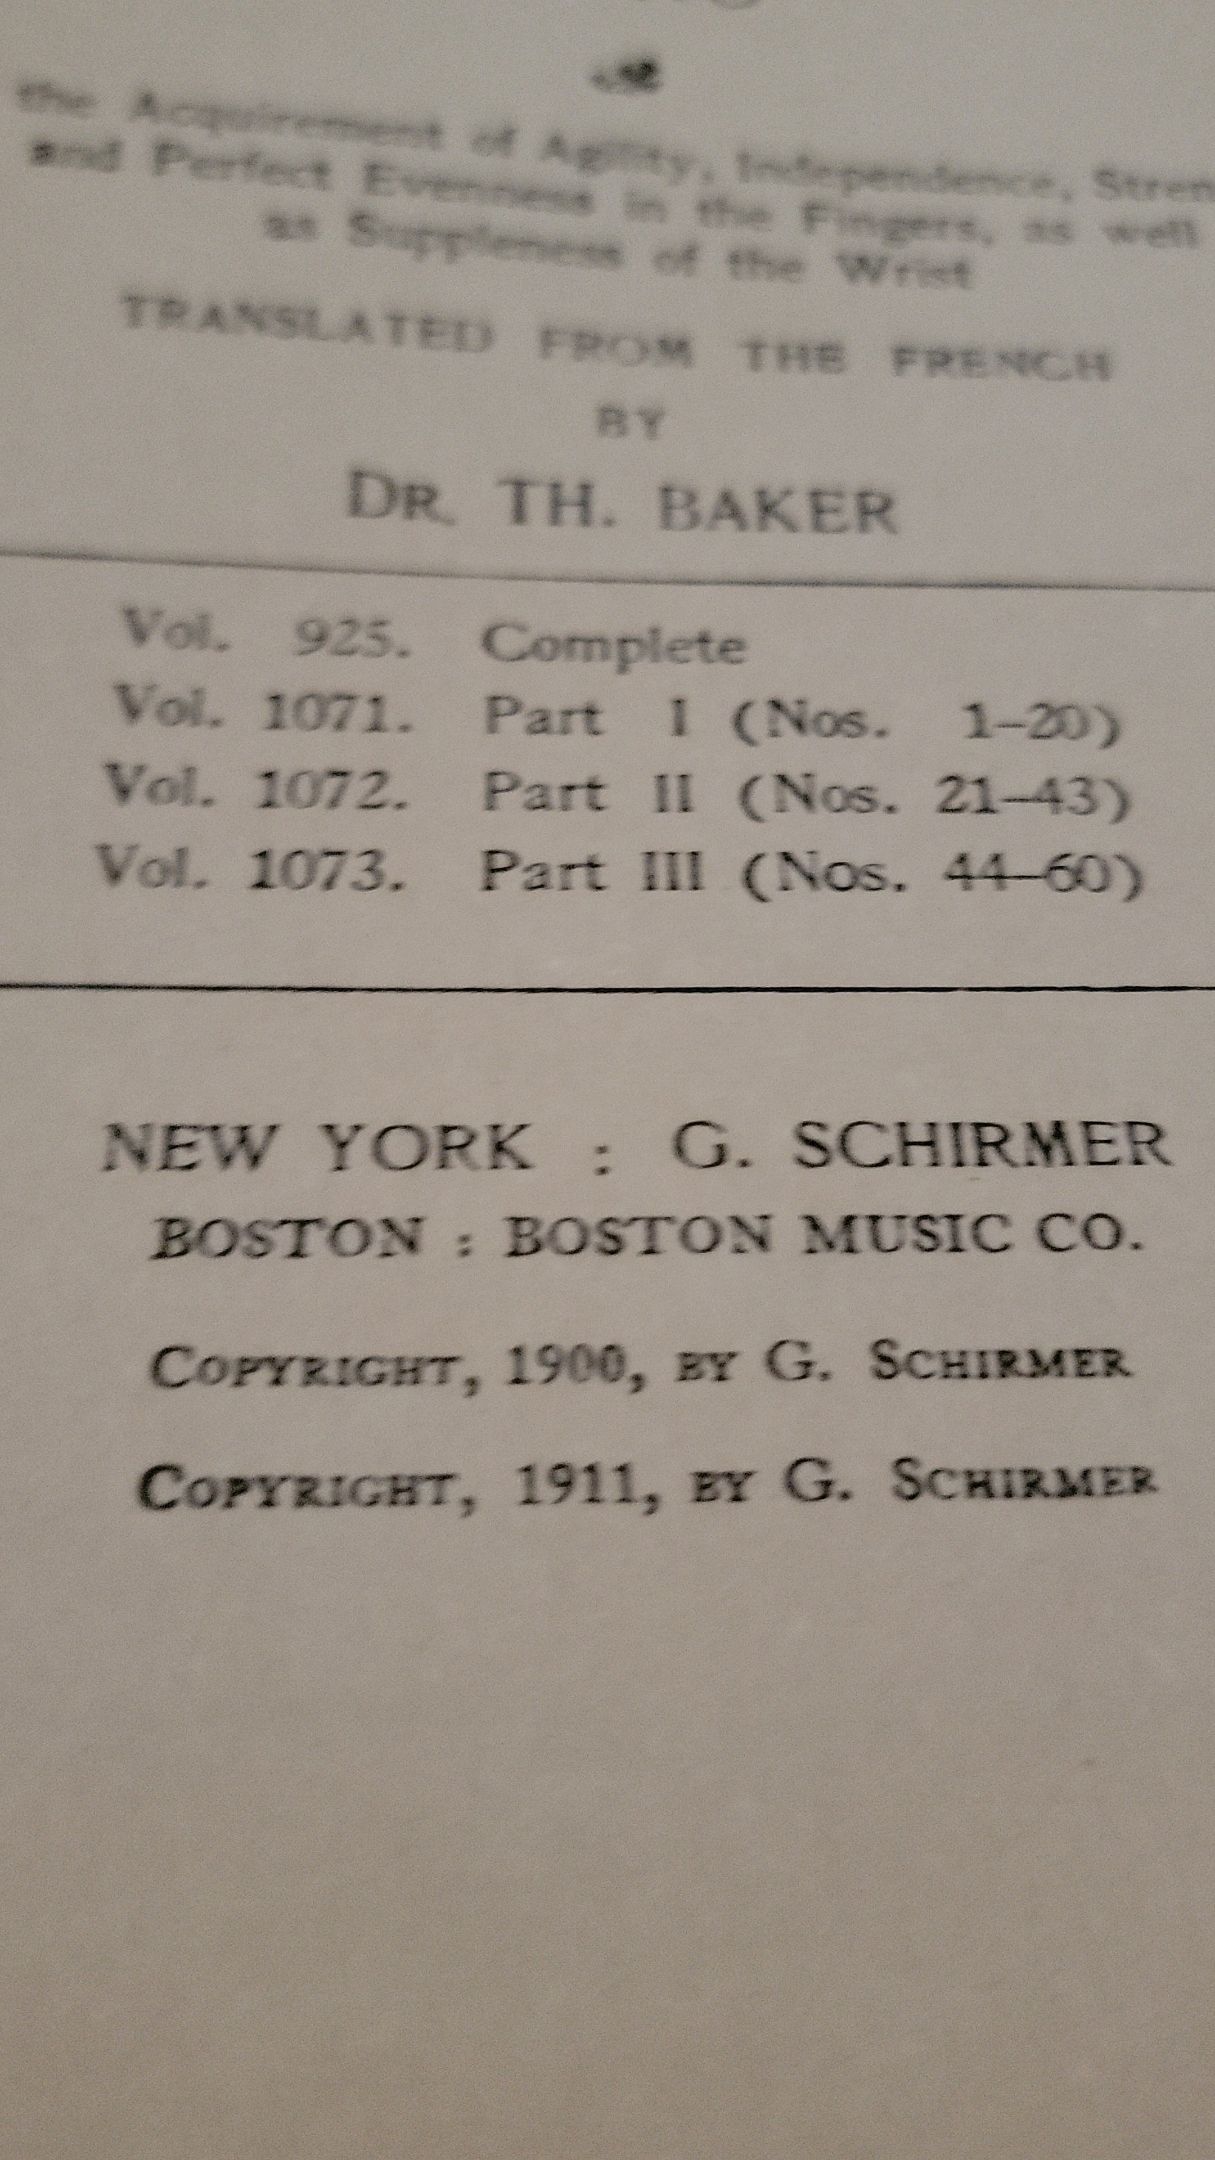 the Acquirement of Agility, Independence, Stren
and Perfect Evenness in the Fingers, as well
as Suppleness of the Wrist
TRANSLATED FROM THE FRENCH
BY
DR. TH. BAKER
Vol. 925. Complete
Vol. 1071. Part I (Nos. 1–20)
Vol. 1072. Part II (Nos. 21–43)
Vol. 1073. Part III (Nos. 44–60)
NEW YORK : G. SCHIRMER
BOSTON : BOSTON MUSIC CO.
COPYRIGHT, 1900, BY G. SCHIRMER
COPYRIGHT, 1911, BY G. SCHIRMER